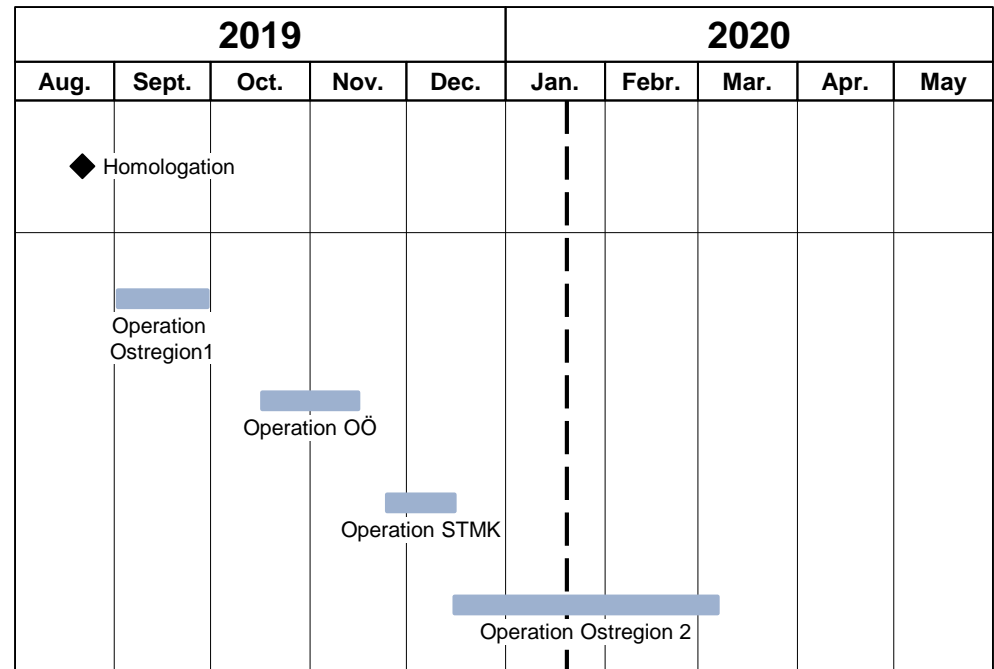 2019
2020
Aug.
Sept.
Oct.
Nov.
Dec.
Jan.
Febr.
Mar.
Apr.
May
Homologation
Operation
Ostregion1
Operation OÖ
Operation STMK
Operation Ostregion 2